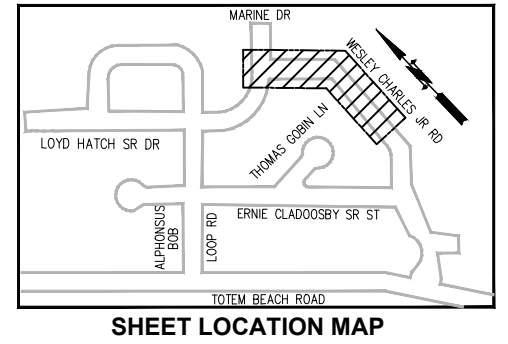 MARINE DR
WESLEY CHARLES JR RD
LOYD HATCH SR DR
THOMAS GOBIN LN
ALPHONSUS
BOB
LOOP RD
ERNIE CLADOOSBY SR ST
TOTEM BEACH ROAD
SHEET LOCATION MAP